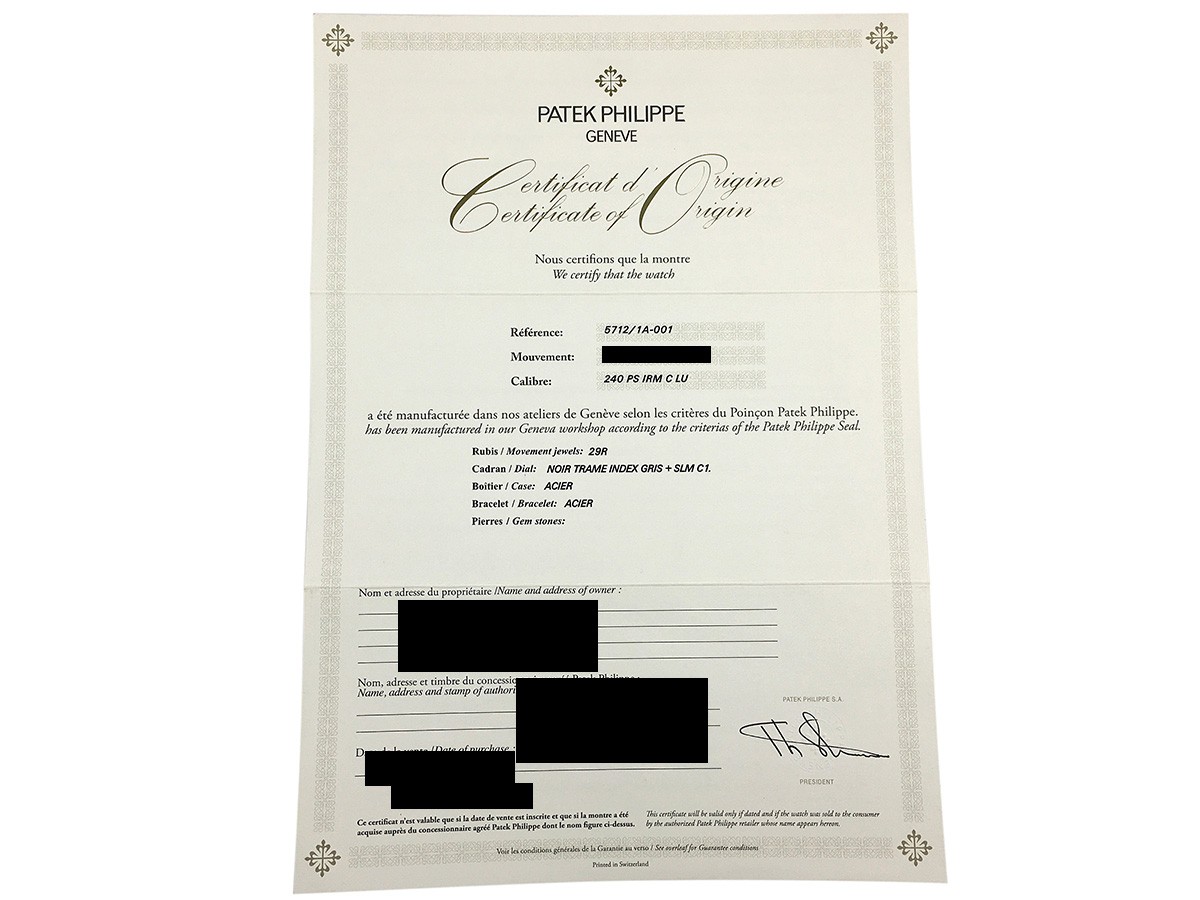 PATEK PHILIPPE
GENEVE
Certificat d'Origine
Certificate of Origin
Nous certifions que la montre
We certify that the watch
Référence: 5712/1A-001
Mouvement:
Calibre: 240 PS IRM C LU
a été manufacturée dans nos ateliers de Genève selon les critères du Poinçon Patek Philippe.
has been manufactured in our Geneva workshop according to the criterias of the Patek Philippe Seal.
Rubis / Movement jewels: 29R
Cadran / Dial: NOIR TRAME INDEX GRIS + SLM C1.
Boîtier / Case: ACIER
Bracelet / Bracelet: ACIER
Pierres / Gem stones:
Nom et adresse du propriétaire /Name and address of owner :
Nom, adresse et timbre du concessio
Name, address and stamp of authori
/Date of purchase :
PATEK PHILIPPE S.A.
PRESIDENT
Ce certificat n'est valable que si la date de vente est inscrite et que si la montre a été
acquise auprès du concessionnaire agréé Patek Philippe dont le nom figure ci-dessus.
This certificate will be valid only if dated and if the watch was sold to the consumer
by the authorized Patek Philippe retailer whose name appears hereon.
Voir les conditions générales de la Garantie au verso / See overleaf for Guarantee conditions
Printed in Switzerland